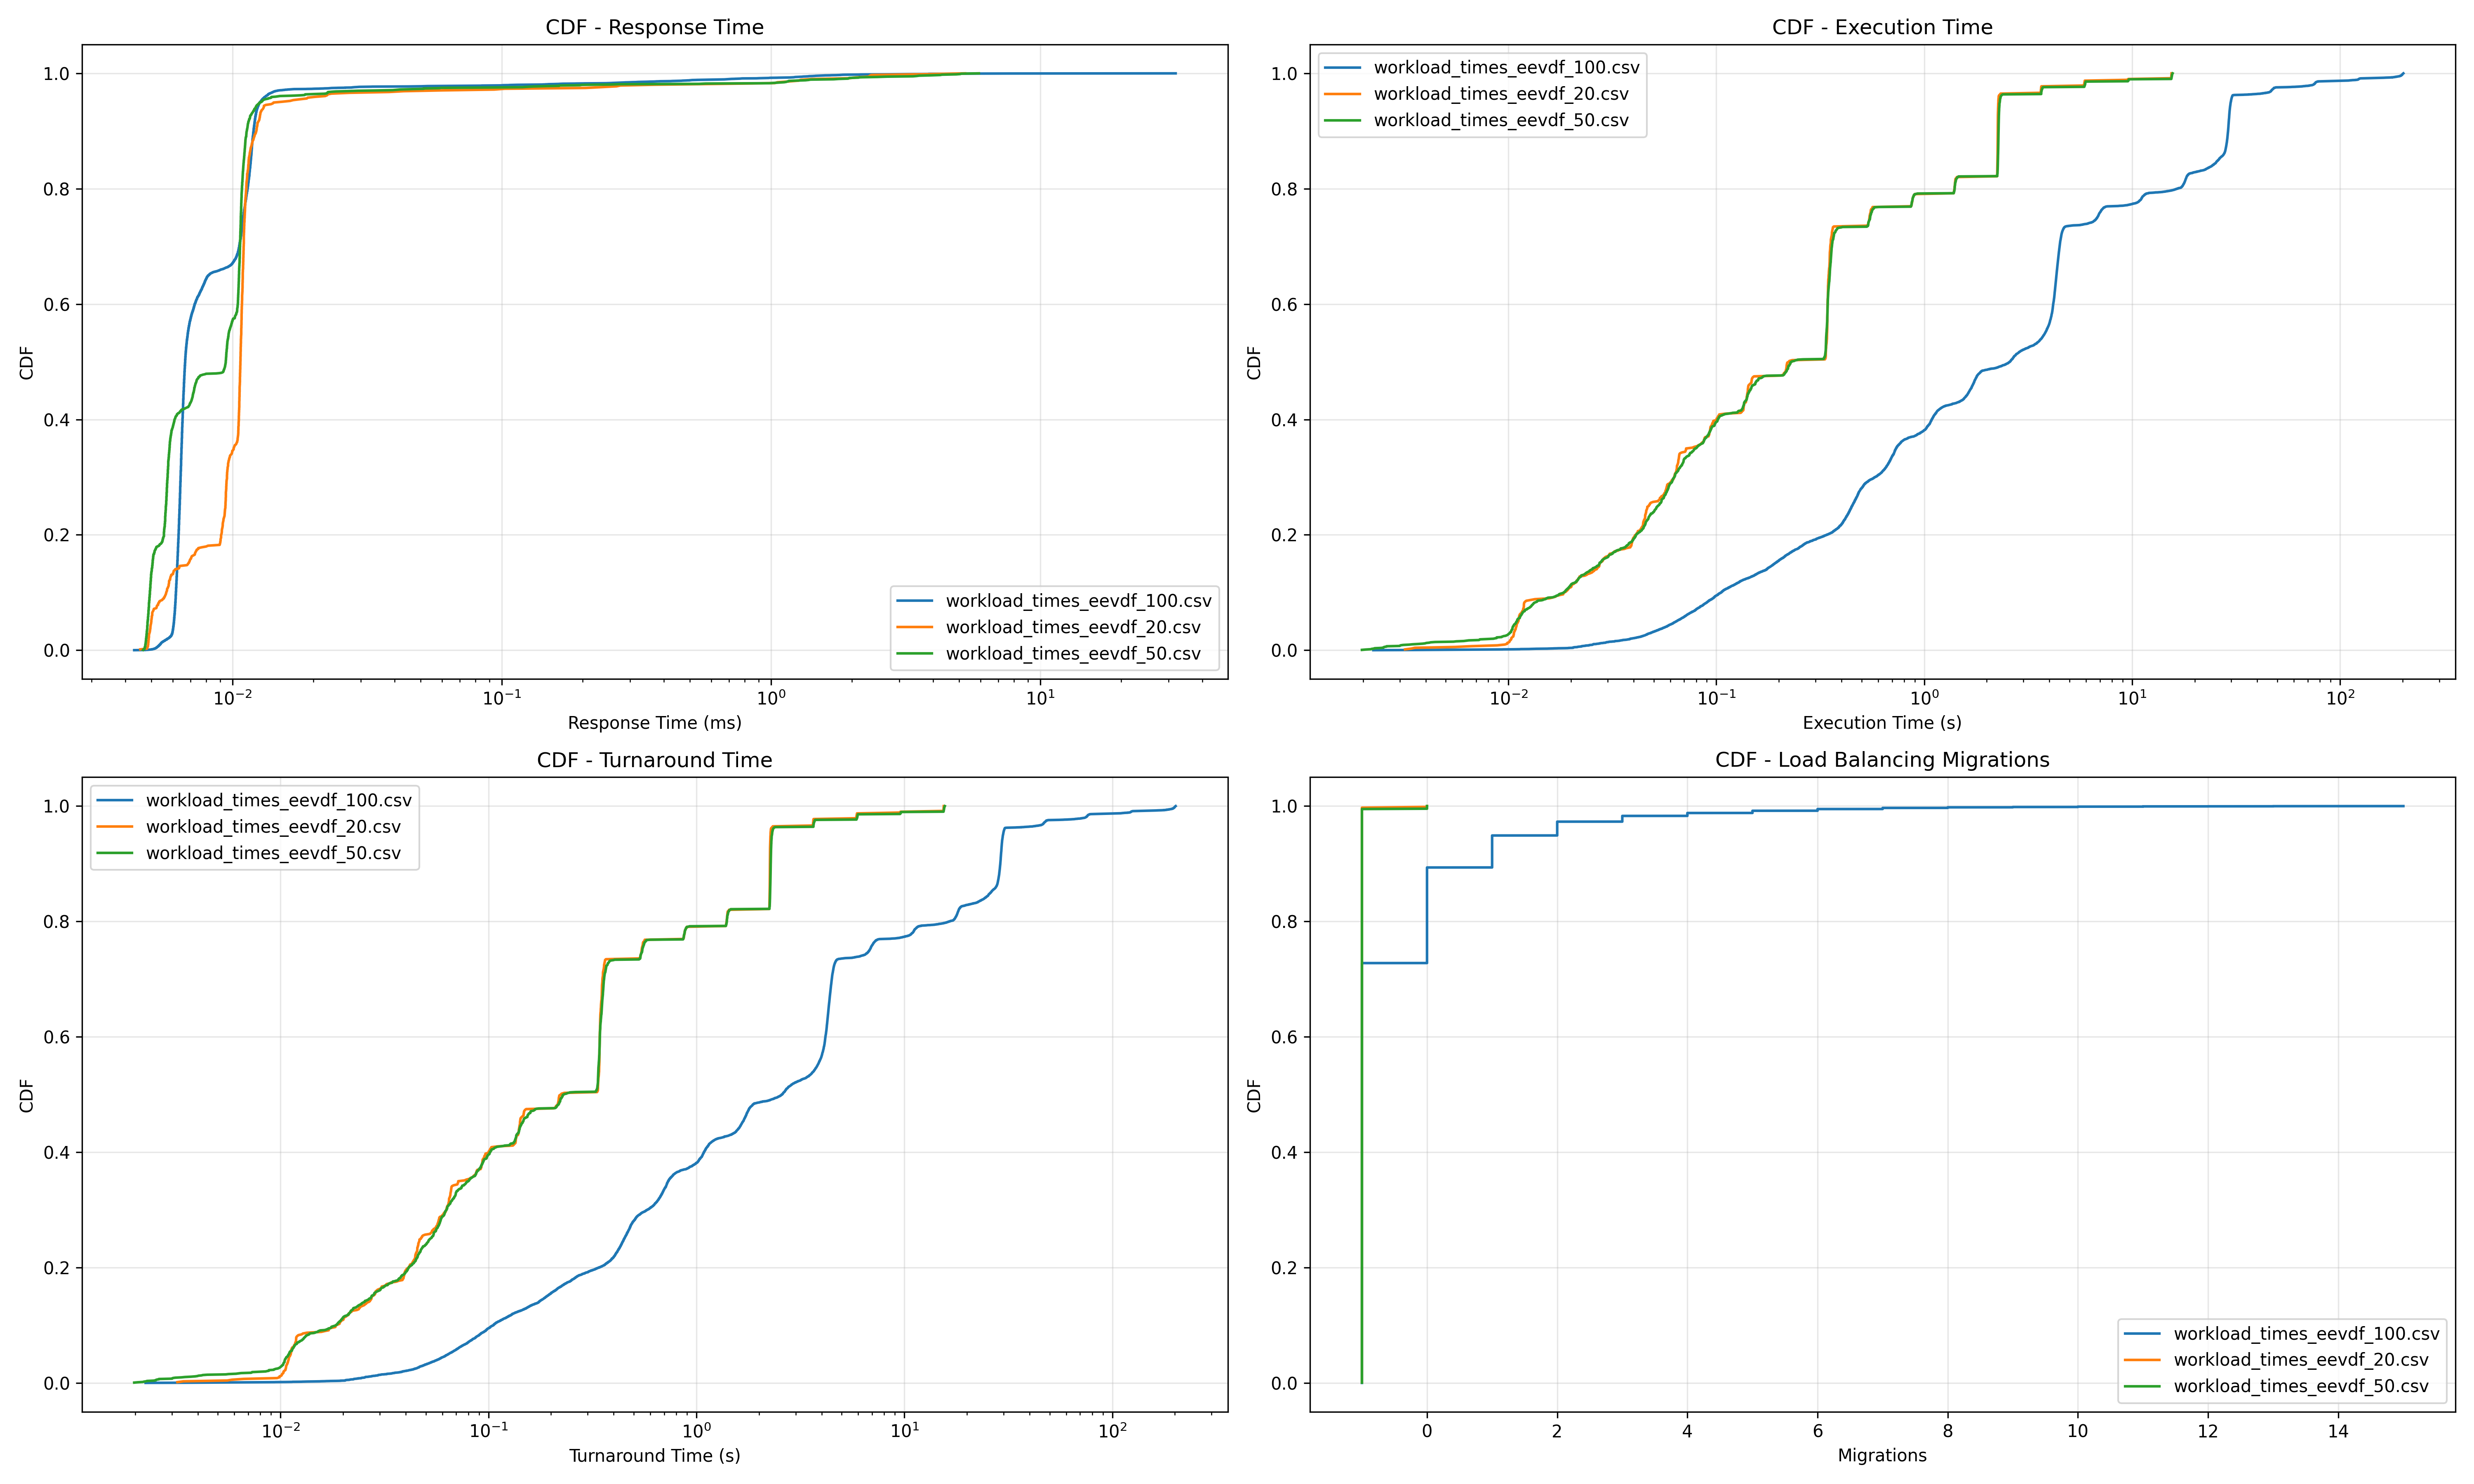 CDF - Response Time
CDF
1.0
0.8
0.6
0.4
0.2
0.0
workload_times_eevdf_100.csv
workload_times_eevdf_20.csv
workload_times_eevdf_50.csv
10⁻²
10⁻¹
10⁰
10¹
Response Time (ms)
CDF - Execution Time
CDF
1.0
0.8
0.6
0.4
0.2
0.0
workload_times_eevdf_100.csv
workload_times_eevdf_20.csv
workload_times_eevdf_50.csv
10⁻²
10⁻¹
10⁰
10¹
10²
Execution Time (s)
CDF - Turnaround Time
CDF
1.0
0.8
0.6
0.4
0.2
0.0
workload_times_eevdf_100.csv
workload_times_eevdf_20.csv
workload_times_eevdf_50.csv
10⁻²
10⁻¹
10⁰
10¹
10²
Turnaround Time (s)
CDF - Load Balancing Migrations
CDF
1.0
0.8
0.6
0.4
0.2
0.0
workload_times_eevdf_100.csv
workload_times_eevdf_20.csv
workload_times_eevdf_50.csv
0 2 4 6 8 10 12 14
Migrations